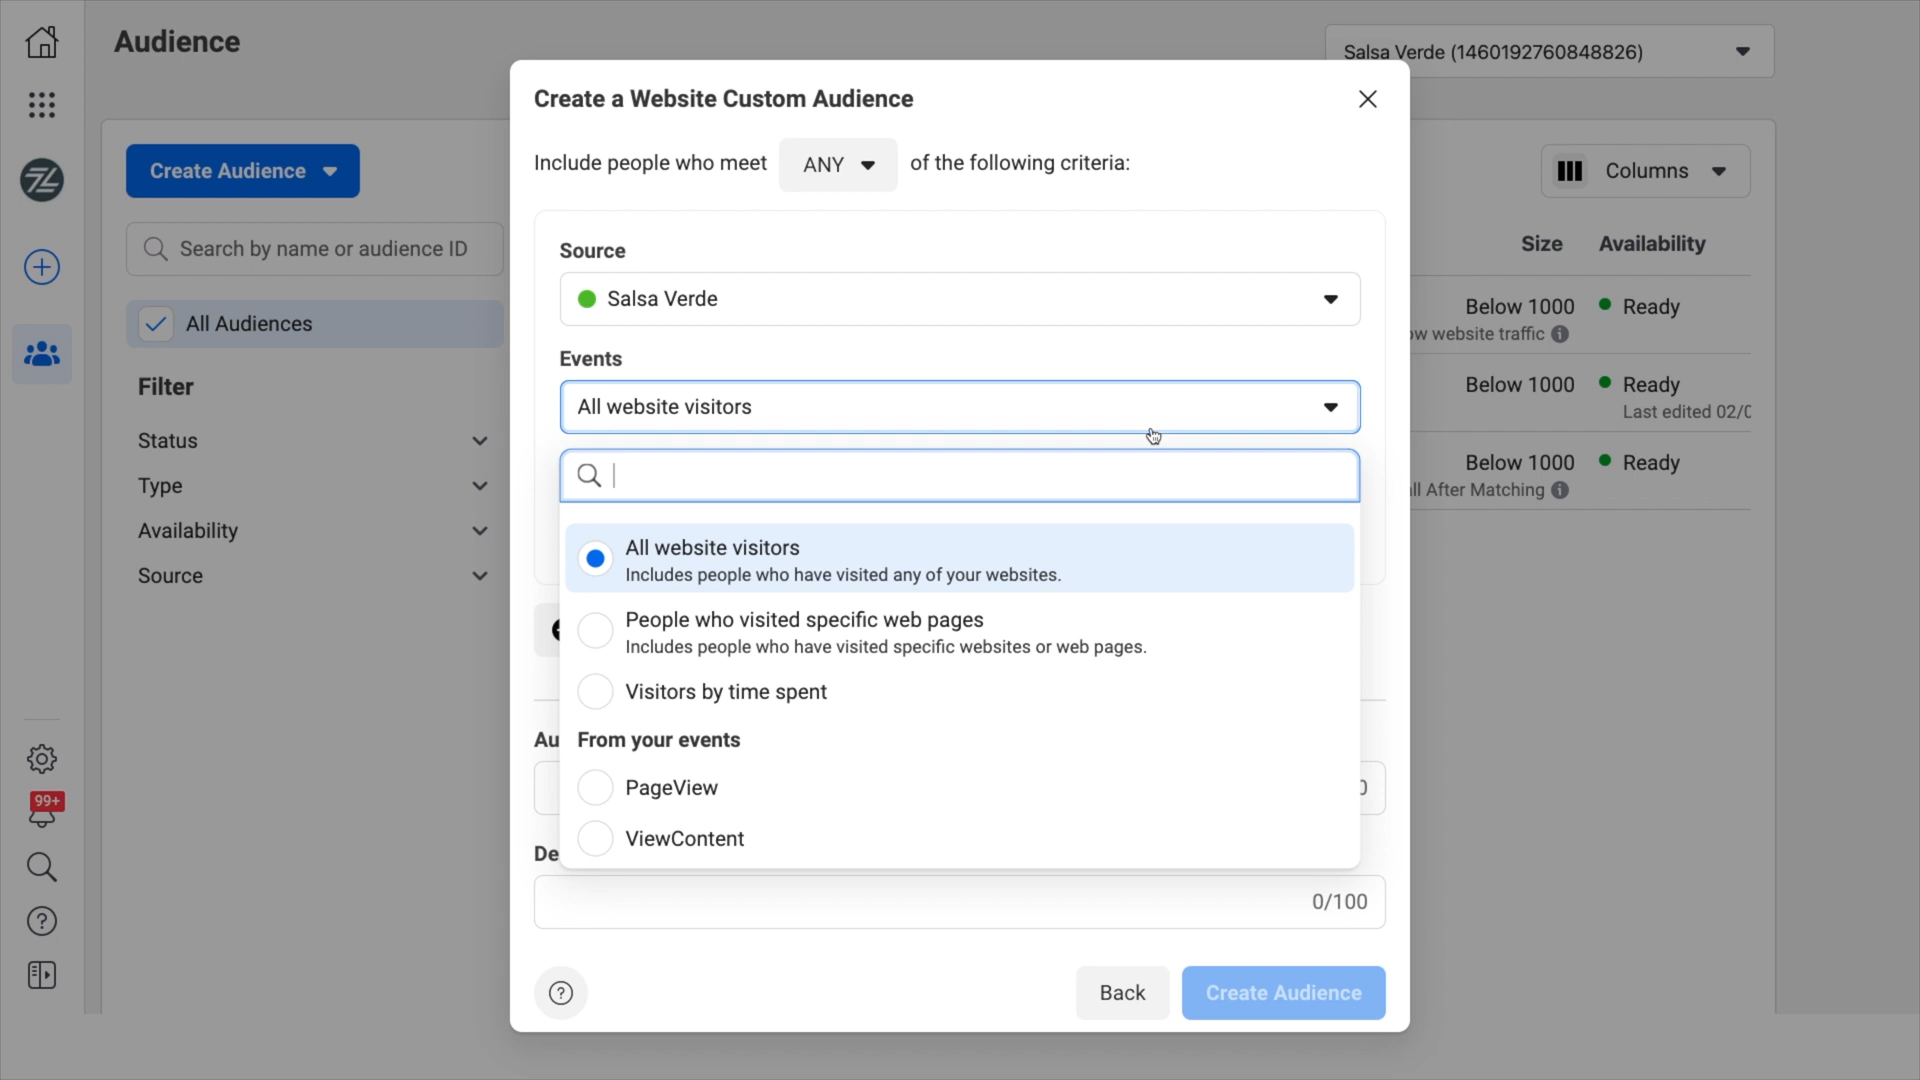 Audience
Salsa Verde (1460192760848826)
Create a Website Custom Audience
Include people who meet ANY of the following criteria:
Create Audience
Columns
Search by name or audience ID
Source
Size Availability
Salsa Verde
Below 1000 Ready
website traffic
All Audiences
Events
Filter
All website visitors
Below 1000 Ready
Last edited
Status
Type
Below 1000 Ready
After Matching
Availability
Source
All website visitors
Includes people who have visited any of your websites.
People who visited specific web pages
Includes people who have visited specific websites or web pages.
Visitors by time spent
From your events
PageView
ViewContent
99+
0/100
Back
Create Audience